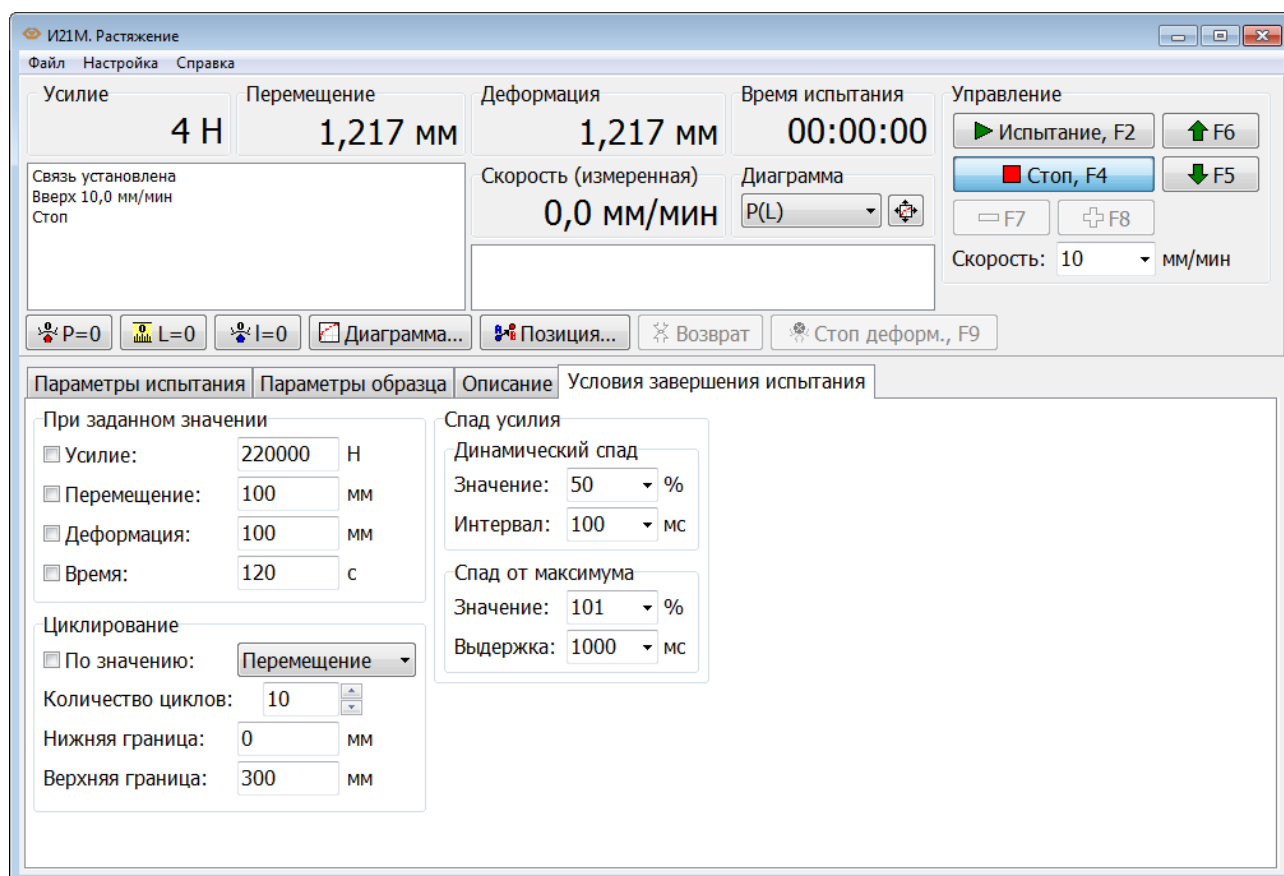 И21М. Растяжение
Файл Настройка Справка
Усилие Перемещение Деформация Время испытания Управление
4 Н 1,217 мм 1,217 мм 00:00:00 Испытание, F2 F6
Связь установлена
Вверх 10,0 мм/мин
Стоп
Скорость (измеренная) Диаграмма Стоп, F4 F5
0,0 мм/мин P(L) F7 F8
Скорость: 10 мм/мин
P=0 L=0 l=0 Диаграмма... Позиция... Возврат Стоп деформ., F9
Параметры испытания Параметры образца Описание Условия завершения испытания
При заданном значении
Усилие: 220000 Н
Перемещение: 100 мм
Деформация: 100 мм
Время: 120 с
Циклирование
По значению: Перемещение
Количество циклов: 10
Нижняя граница: 0 мм
Верхняя граница: 300 мм
Спад усилия
Динамический спад
Значение: 50 %
Интервал: 100 мс
Спад от максимума
Значение: 101 %
Выдержка: 1000 мс